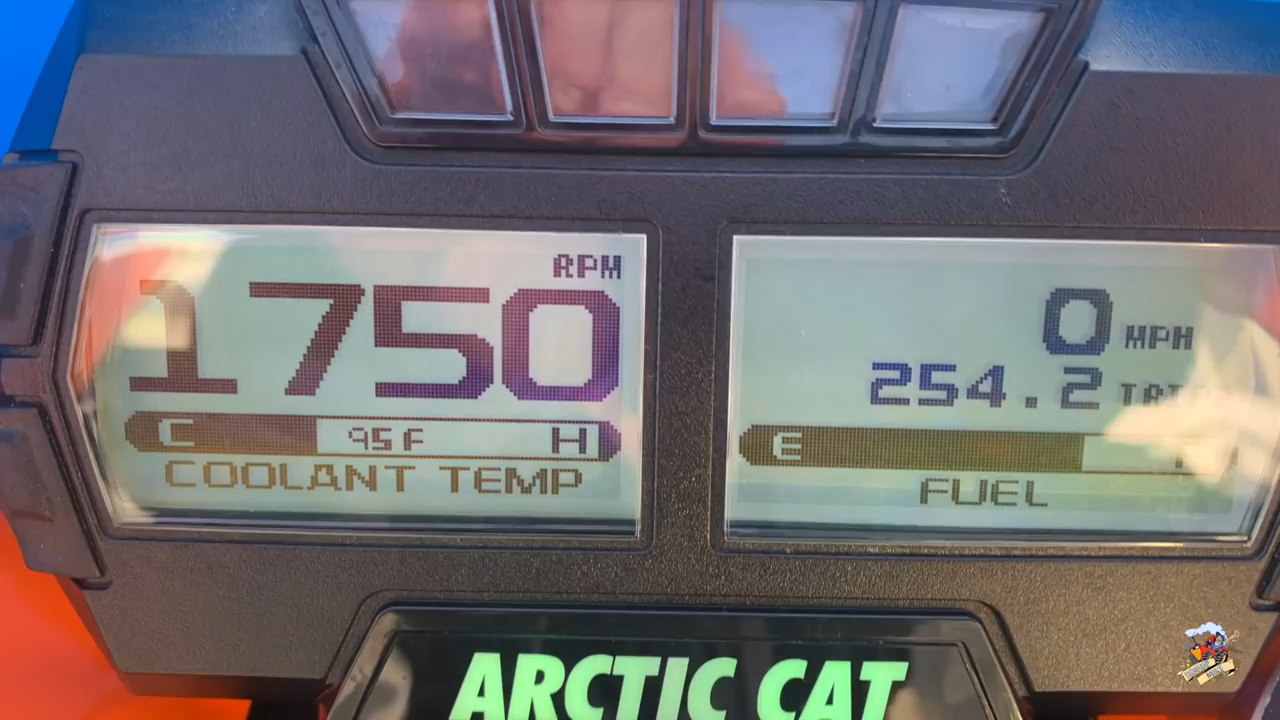 RPM
1750
C 95F H
COOLANT TEMP
0 MPH
254.2
E
FUEL
ARCTIC CAT